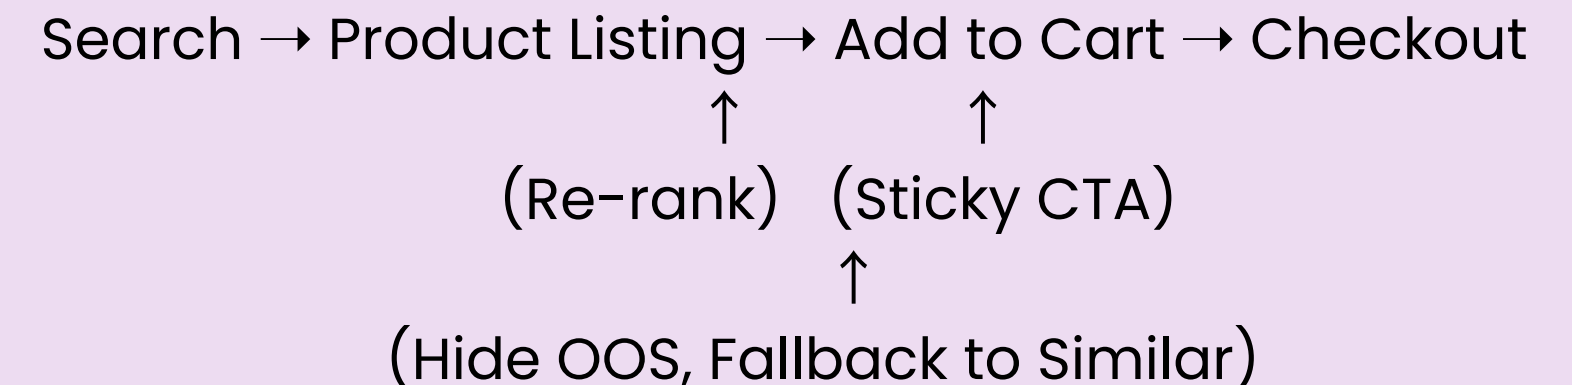 Search → Product Listing → Add to Cart → Checkout
↑ ↑
(Re-rank) (Sticky CTA)
↑
(Hide OOS, Fallback to Similar)